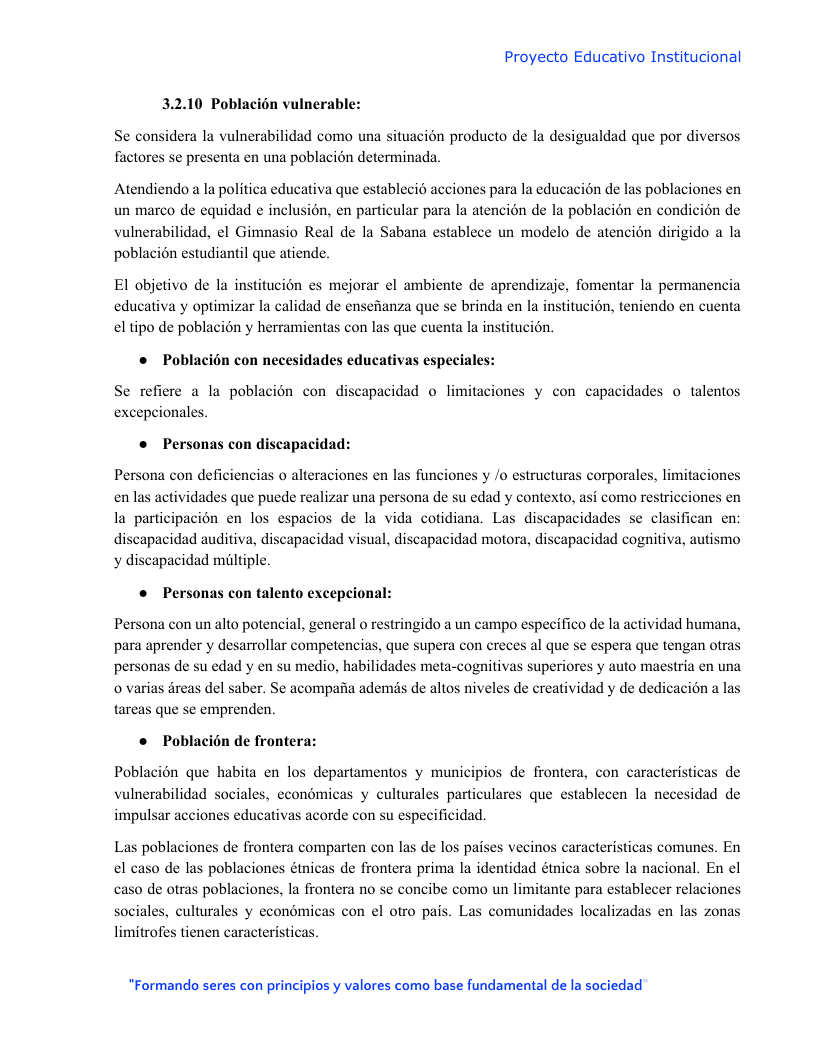 Proyecto Educativo Institucional
3.2.10 Población vulnerable:
Se considera la vulnerabilidad como una situación producto de la desigualdad que por diversos
factores se presenta en una población determinada.
Atendiendo a la política educativa que estableció acciones para la educación de las poblaciones en
un marco de equidad e inclusión, en particular para la atención de la población en condición de
vulnerabilidad, el Gimnasio Real de la Sabana establece un modelo de atención dirigido a la
población estudiantil que atiende.
El objetivo de la institución es mejorar el ambiente de aprendizaje, fomentar la permanencia
educativa y optimizar la calidad de enseñanza que se brinda en la institución, teniendo en cuenta
el tipo de población y herramientas con las que cuenta la institución.
● Población con necesidades educativas especiales:
Se refiere a la población con discapacidad o limitaciones y con capacidades o talentos
excepcionales.
● Personas con discapacidad:
Persona con deficiencias o alteraciones en las funciones y /o estructuras corporales, limitaciones
en las actividades que puede realizar una persona de su edad y contexto, así como restricciones en
la participación en los espacios de la vida cotidiana. Las discapacidades se clasifican en:
discapacidad auditiva, discapacidad visual, discapacidad motora, discapacidad cognitiva, autismo
y discapacidad múltiple.
● Personas con talento excepcional:
Persona con un alto potencial, general o restringido a un campo específico de la actividad humana,
para aprender y desarrollar competencias, que supera con creces al que se espera que tengan otras
personas de su edad y en su medio, habilidades meta-cognitivas superiores y auto maestría en una
o varias áreas del saber. Se acompaña además de altos niveles de creatividad y de dedicación a las
tareas que se emprenden.
● Población de frontera:
Población que habita en los departamentos y municipios de frontera, con características de
vulnerabilidad sociales, económicas y culturales particulares que establecen la necesidad de
impulsar acciones educativas acorde con su especificidad.
Las poblaciones de frontera comparten con las de los países vecinos características comunes. En
el caso de las poblaciones étnicas de frontera prima la identidad étnica sobre la nacional. En el
caso de otras poblaciones, la frontera no se concibe como un limitante para establecer relaciones
sociales, culturales y económicas con el otro país. Las comunidades localizadas en las zonas
limítrofes tienen características.
"Formando seres con principios y valores como base fundamental de la sociedad"